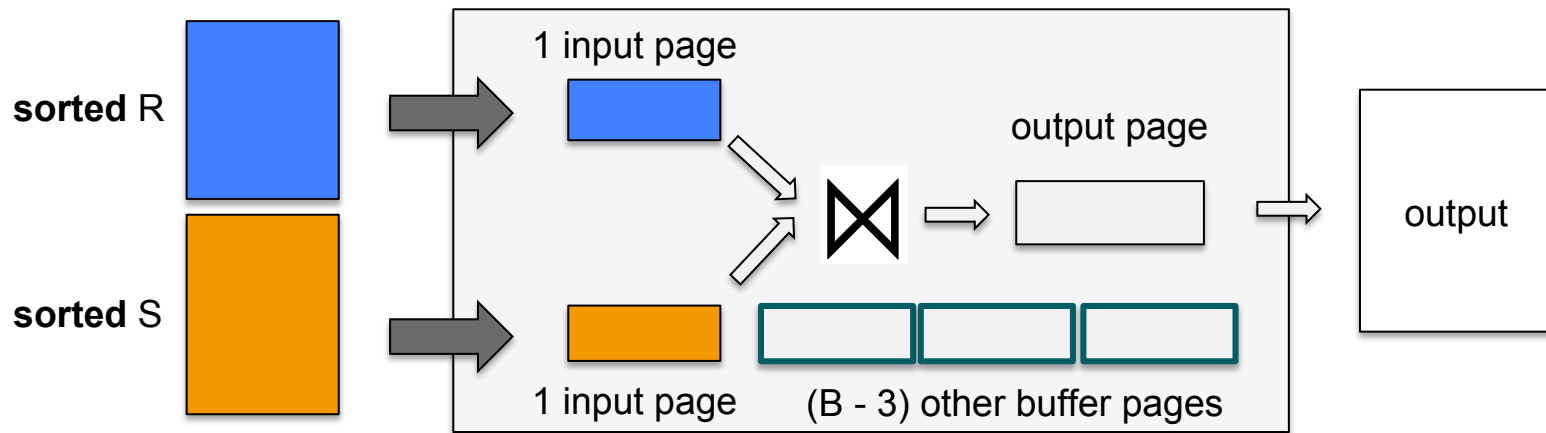 1 input page
sorted R
output page
output
sorted S
1 input page
(B - 3) other buffer pages